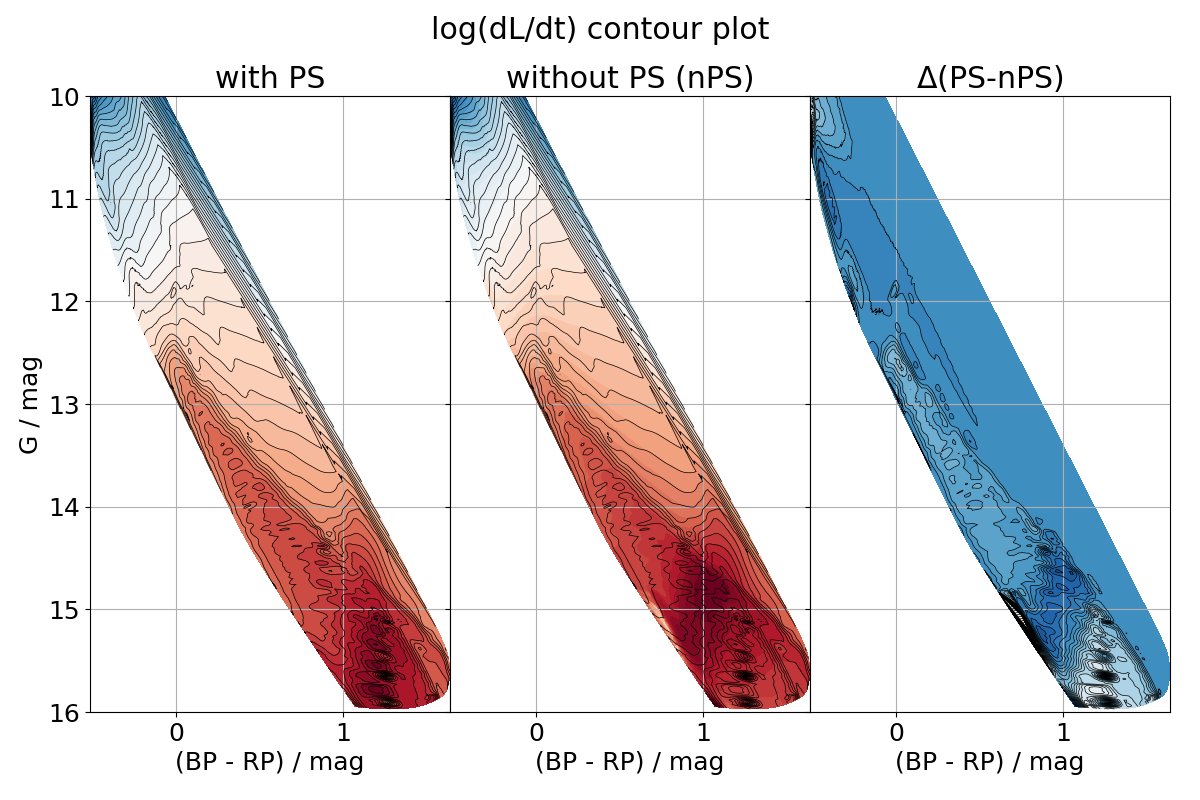 log(dL/dt) contour plot
with PS
without PS (nPS)
Δ(PS-nPS)
10
11
12
13
14
15
16
G / mag
0 1
0 1
0 1
(BP - RP) / mag
(BP - RP) / mag
(BP - RP) / mag